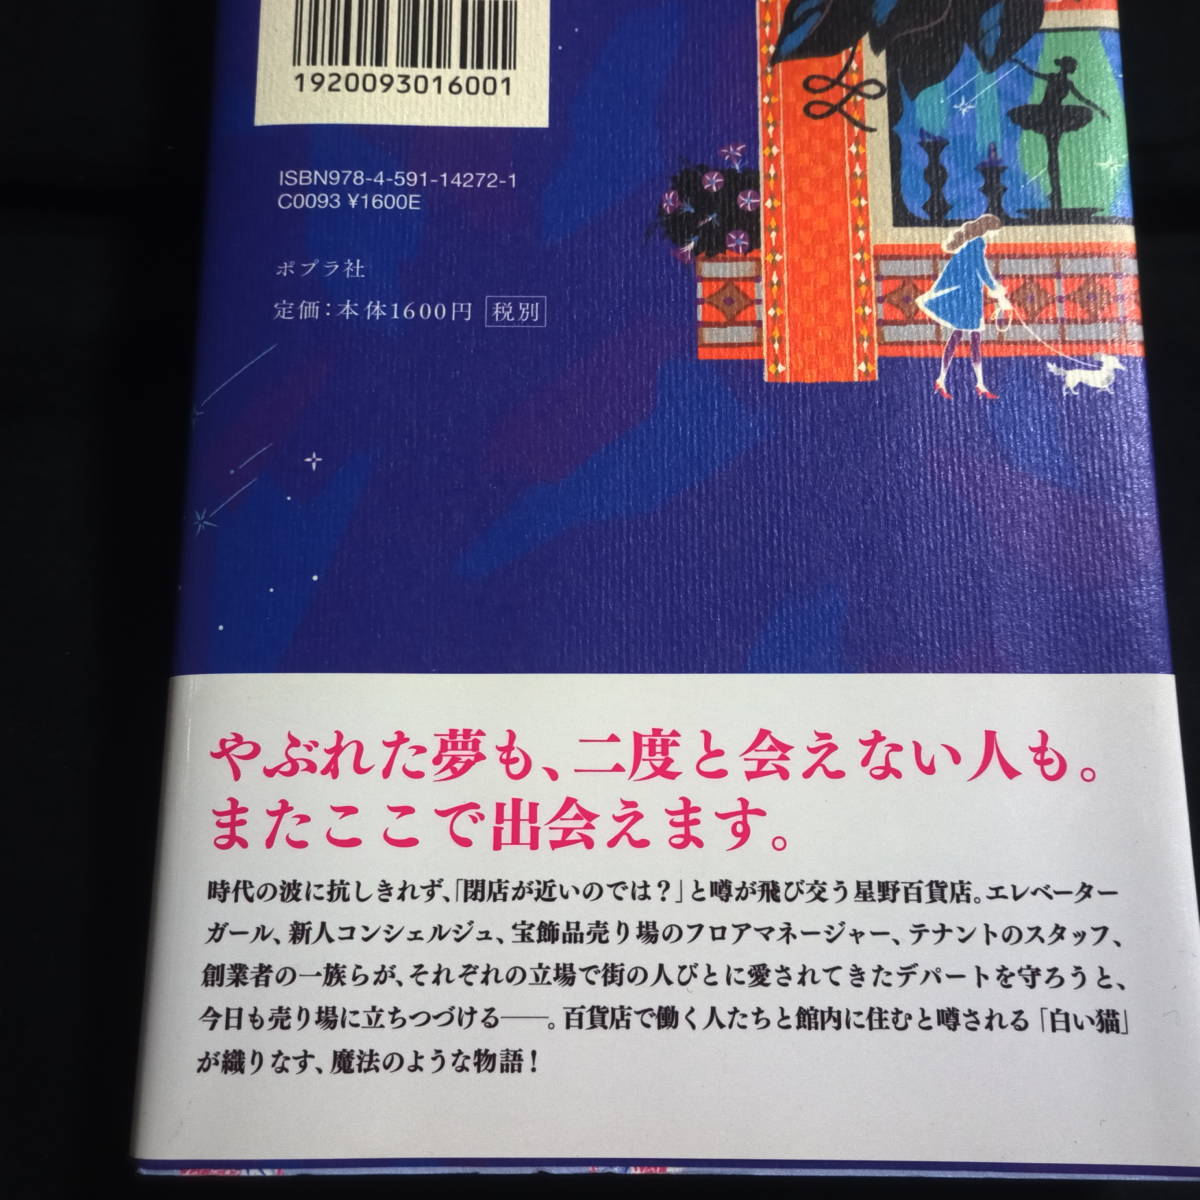 1920093016001
ISBN978-4-591-14272-1
C0093 ¥1600E
ポプラ社
定価：本体1600円 税別
やぶれた夢も、二度と会えない人も。
またここで出会えます。
時代の波に抗しきれず、「閉店が近いのでは？」と噂が飛び交う星野百貨店。エレベーター
ガール、新人コンシェルジュ、宝飾品売り場のフロアマネージャー、テナントのスタッフ、
創業者の一族らが、それぞれの立場で街の人びとに愛されてきたデパートを守ろうと、
今日も売り場に立ちつづける――。百貨店で働く人たちと館内に住むと噂される「白い猫」
が織りなす、魔法のような物語！